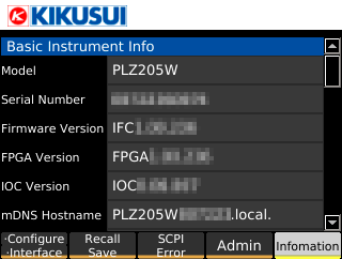 KIKUSUI
Basic Instrument Info
Model PLZ205W
Serial Number
Firmware Version IFC
FPGA Version FPGA
IOC Version IOC
mDNS Hostname PLZ205W .local.
·Configure Recall SCPI Admin Infomation
·Interface Save Error